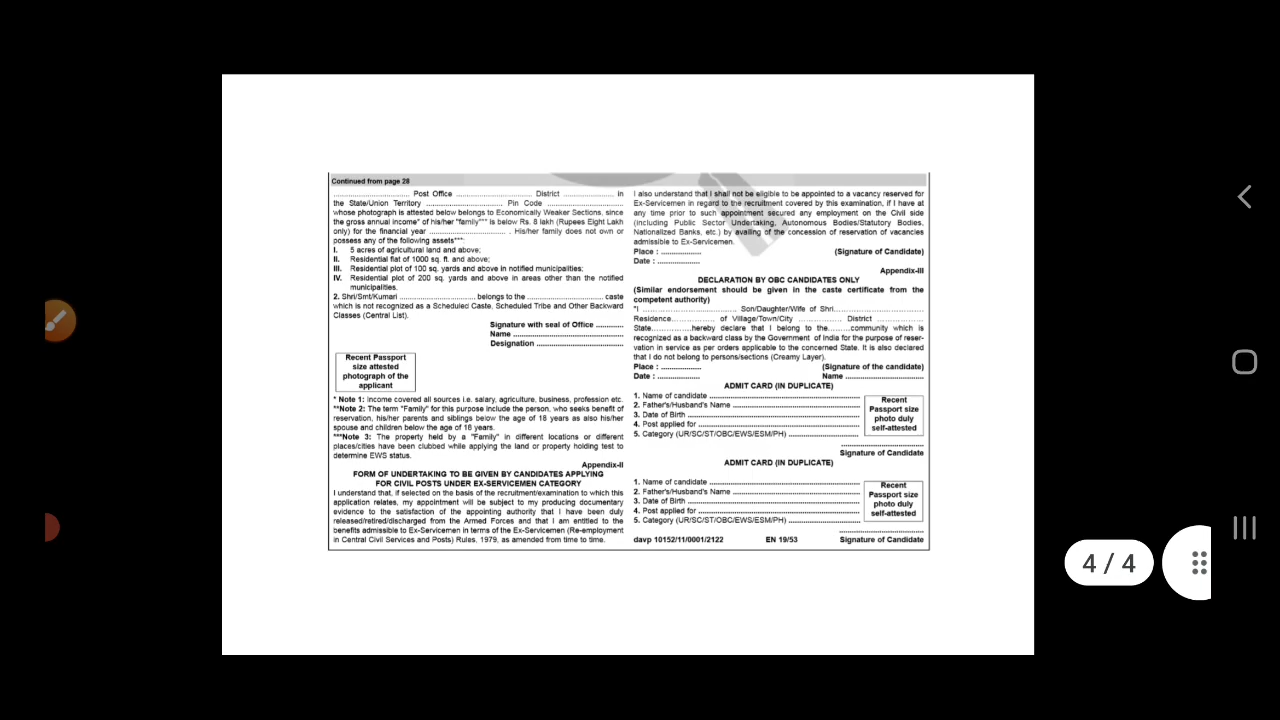 Continued from page 28
............................ Post Office ............................ District ................... in
the State/Union Territory .............................. Pin Code ..............................
whose photograph is attested below belongs to Economically Weaker Sections, since
the gross annual income* of his/her "family"** is below Rs. 8 lakh (Rupees Eight Lakh
only) for the financial year ............................ . His/her family does not own or
possess any of the following assets***:
I. 5 acres of agricultural land and above;
II. Residential flat of 1000 sq. ft. and above;
III. Residential plot of 100 sq. yards and above in notified municipalities;
IV. Residential plot of 200 sq. yards and above in areas other than the notified
municipalities.
2. Shri/Smt/Kumari ............................ belongs to the ............................ caste
which is not recognized as a Scheduled Caste, Scheduled Tribe and Other Backward
Classes (Central List).
Signature with seal of Office ............
Name .......................................
Designation ...............................
Recent Passport
size attested
photograph of the
applicant
* Note 1: Income covered all sources i.e. salary, agriculture, business, profession etc.
**Note 2: The term "Family" for this purpose include the person, who seeks benefit of
reservation, his/her parents and siblings below the age of 18 years as also his/her
spouse and children below the age of 18 years.
***Note 3: The property held by a "Family" in different locations or different
places/cities have been clubbed while applying the land or property holding test to
determine EWS status.
Appendix-II
FORM OF UNDERTAKING TO BE GIVEN BY CANDIDATES APPLYING
FOR CIVIL POSTS UNDER EX-SERVICEMEN CATEGORY
I understand that, if selected on the basis of the recruitment/examination to which this
application relates, my appointment will be subject to my producing documentary
evidence to the satisfaction of the appointing authority that I have been duly
released/retired/discharged from the Armed Forces and that I am entitled to the
benefits admissible to Ex-Servicemen in terms of the Ex-Servicemen (Re-employment
in Central Civil Services and Posts) Rules, 1979, as amended from time to time.
I also understand that I shall not be eligible to be appointed to a vacancy reserved for
Ex-Servicemen in regard to the recruitment covered by this examination, if I have at
any time prior to such appointment secured any employment on the Civil side
(including Public Sector Undertaking, Autonomous Bodies/Statutory Bodies,
Nationalized Banks, etc.) by availing of the concession of reservation of vacancies
admissible to Ex-Servicemen.
Place : ............... (Signature of Candidate)
Date : ................
Appendix-III
DECLARATION BY OBC CANDIDATES ONLY
(Similar endorsement should be given in the caste certificate from the
competent authority)
"I .................................. Son/Daughter/Wife of Shri................................
Residence............... of Village/Town/City ............... District ...............
State...............hereby declare that I belong to the.........community which is
recognized as a backward class by the Government of India for the purpose of reser-
vation in service as per orders applicable to the concerned State. It is also declared
that I do not belong to persons/sections (Creamy Layer).
Place : ............... (Signature of the candidate)
Date : ................ Name .............................
ADMIT CARD (IN DUPLICATE)
1. Name of candidate ......................................................
2. Father's/Husband's Name .............................................
3. Date of Birth ............................................................
4. Post applied for .........................................................
5. Category (UR/SC/ST/OBC/EWS/ESM/PH) .........................
Recent
Passport size
photo duly
self-attested
..............................
Signature of Candidate
ADMIT CARD (IN DUPLICATE)
1. Name of candidate ......................................................
2. Father's/Husband's Name .............................................
3. Date of Birth ............................................................
4. Post applied for .........................................................
5. Category (UR/SC/ST/OBC/EWS/ESM/PH) .........................
Recent
Passport size
photo duly
self-attested
..............................
davp 10152/11/0001/2122 EN 19/53 Signature of Candidate
4 / 4